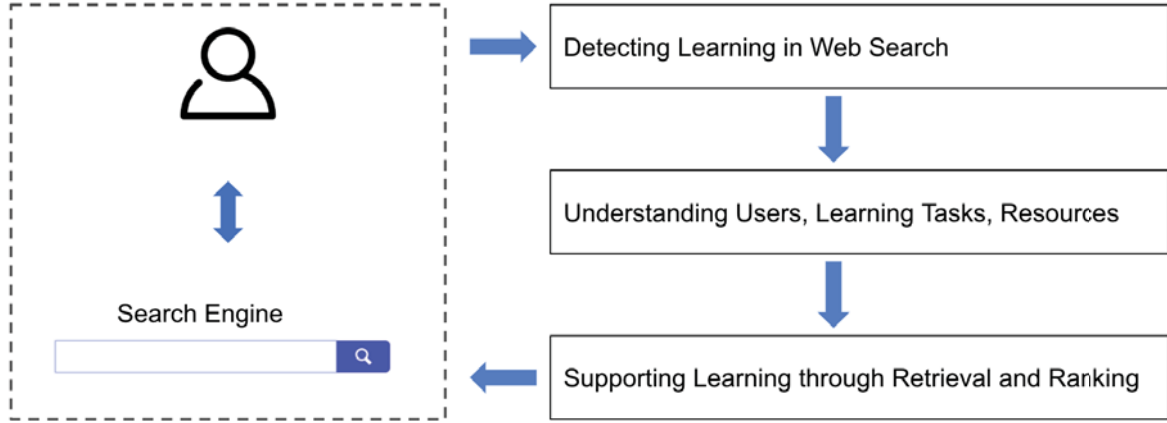 Detecting Learning in Web Search
Understanding Users, Learning Tasks, Resources
Search Engine
Supporting Learning through Retrieval and Ranking